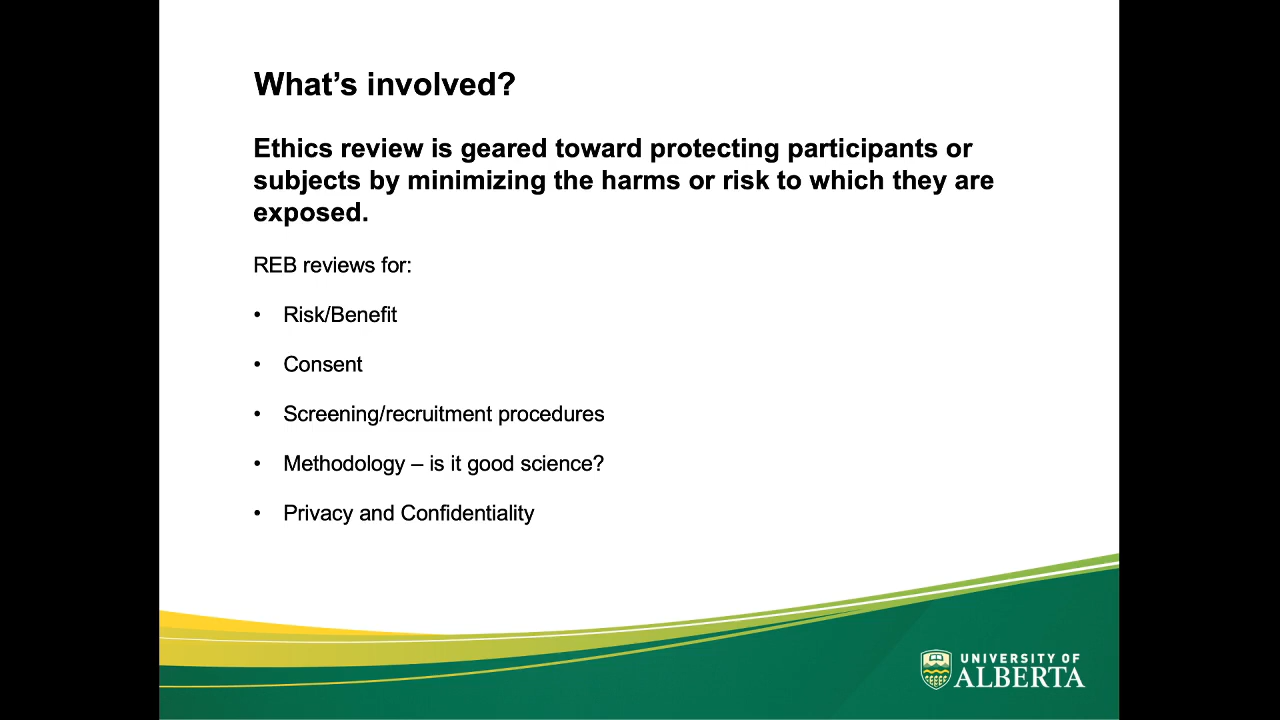 What’s involved?
Ethics review is geared toward protecting participants or
subjects by minimizing the harms or risk to which they are
exposed.
REB reviews for:
• Risk/Benefit
• Consent
• Screening/recruitment procedures
• Methodology – is it good science?
• Privacy and Confidentiality
UNIVERSITY OF
ALBERTA